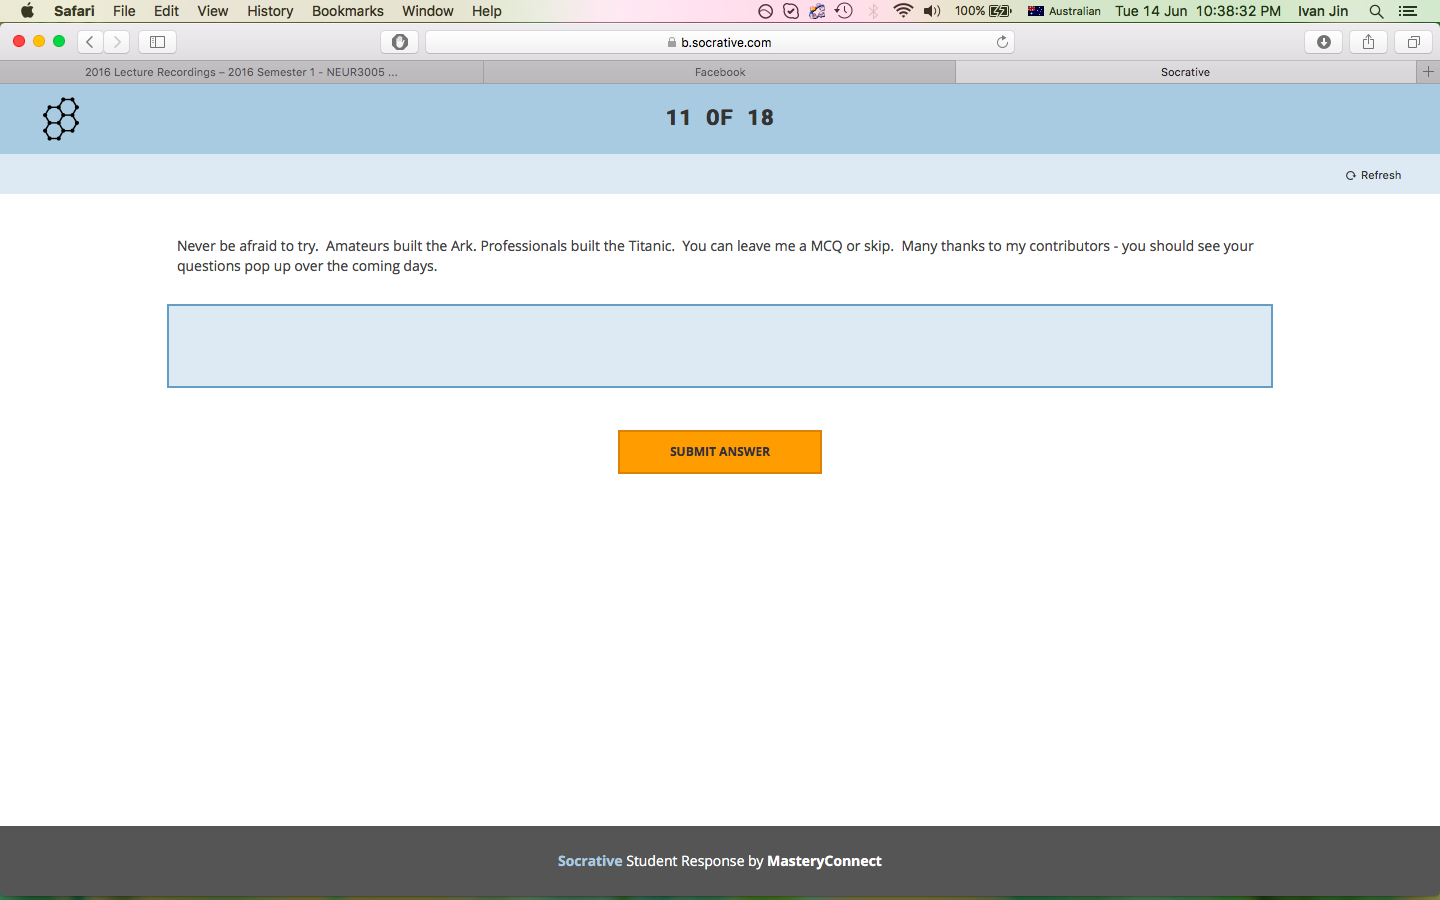 Safari File Edit View History Bookmarks Window Help 100% Australian Tue 14 Jun 10:38:32 PM Ivan Jin
b.socrative.com
2016 Lecture Recordings – 2016 Semester 1 - NEUR3005 ... Facebook Socrative
11 OF 18
Refresh
Never be afraid to try.  Amateurs built the Ark. Professionals built the Titanic.  You can leave me a MCQ or skip.  Many thanks to my contributors - you should see your
questions pop up over the coming days.
SUBMIT ANSWER
Socrative Student Response by MasteryConnect